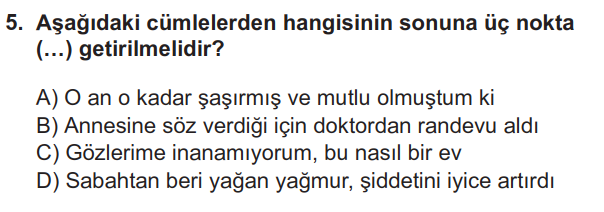 5. Aşağıdaki cümlelerden hangisinin sonuna üç nokta
(...) getirilmelidir?
A) O an o kadar şaşırmış ve mutlu olmuştum ki
B) Annesine söz verdiği için doktordan randevu aldı
C) Gözlerime inanamıyorum, bu nasıl bir ev
D) Sabahtan beri yağan yağmur, şiddetini iyice artırdı